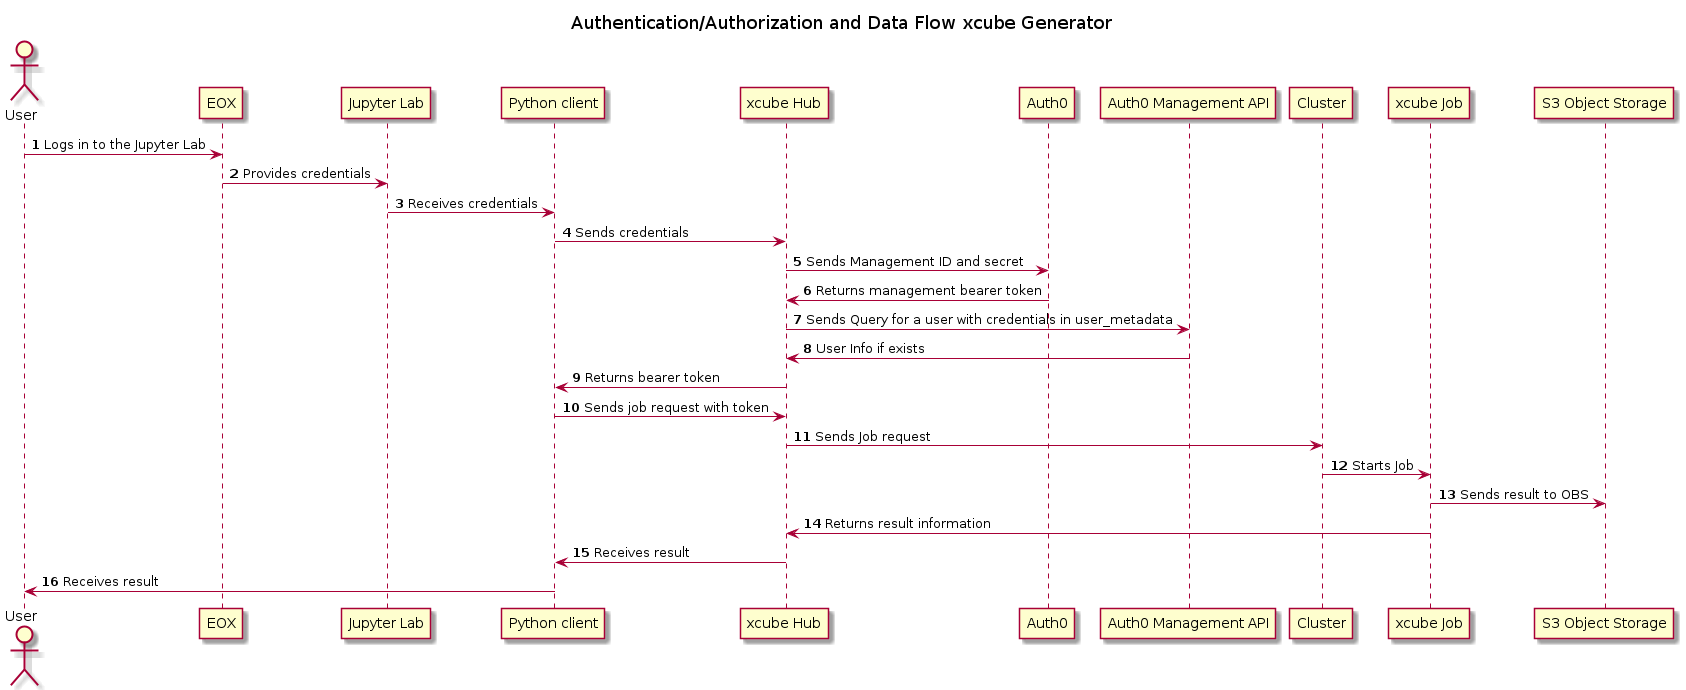 Authentication/Authorization and Data Flow xcube Generator
User
EOX
Jupyter Lab
Python client
xcube Hub
Auth0
Auth0 Management API
Cluster
xcube Job
S3 Object Storage
1 Logs in to the Jupyter Lab
2 Provides credentials
3 Receives credentials
4 Sends credentials
5 Sends Management ID and secret
6 Returns management bearer token
7 Sends Query for a user with credentials in user_metadata
8 User Info if exists
9 Returns bearer token
10 Sends job request with token
11 Sends Job request
12 Starts Job
13 Sends result to OBS
14 Returns result information
15 Receives result
16 Receives result
User
EOX
Jupyter Lab
Python client
xcube Hub
Auth0
Auth0 Management API
Cluster
xcube Job
S3 Object Storage